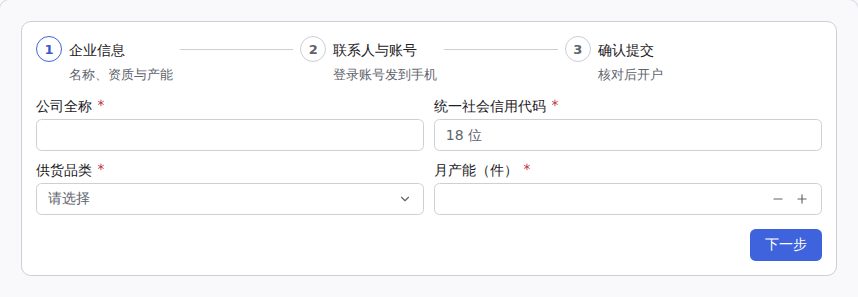 1 企业信息 2 联系人与账号 3 确认提交
名称、资质与产能 登录账号发到手机 核对后开户
公司全称 * 统一社会信用代码 *
18 位
供货品类 * 月产能（件） *
请选择
下一步